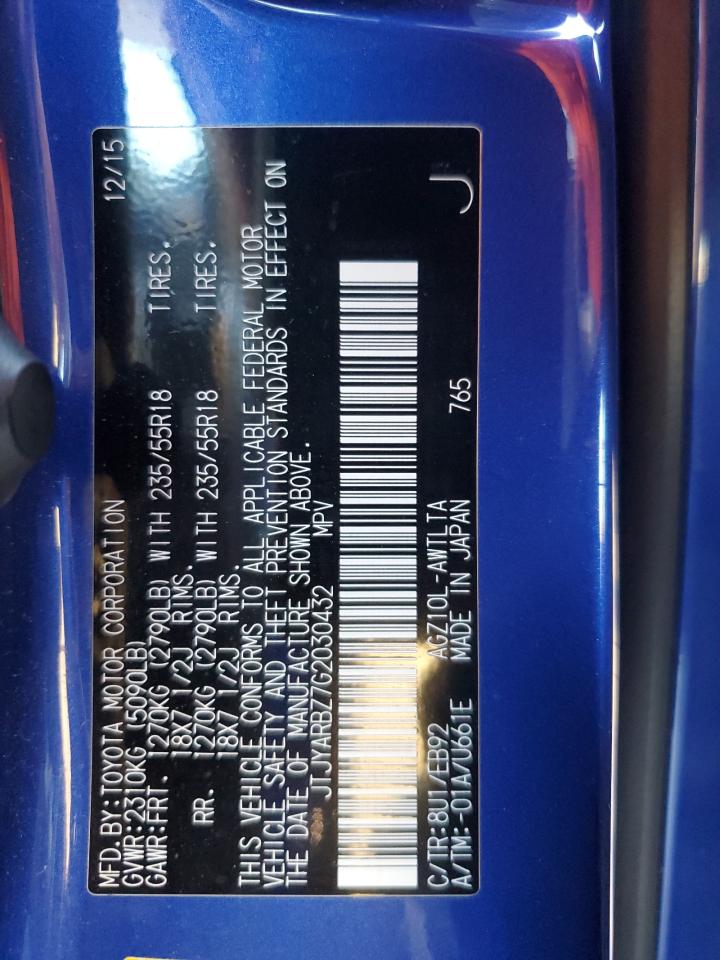 MFD.BY:TOYOTA MOTOR CORPORATION 12/15
GVWR:2310KG (5090LB)
GAWR:FRT. 1270KG (2790LB) WITH 235/55R18 TIRES.
18X7 1/2J RIMS.
RR. 1270KG (2790LB) WITH 235/55R18 TIRES.
18X7 1/2J RIMS.
THIS VEHICLE CONFORMS TO ALL APPLICABLE FEDERAL MOTOR
VEHICLE SAFETY AND THEFT PREVENTION STANDARDS IN EFFECT ON
THE DATE OF MANUFACTURE SHOWN ABOVE.
JTJYARBZ7G2030432 MPV
C/TR:8U1/EB92 AGZ10L-AWTLTA 765 J
A/TM:-01A/U661E MADE IN JAPAN